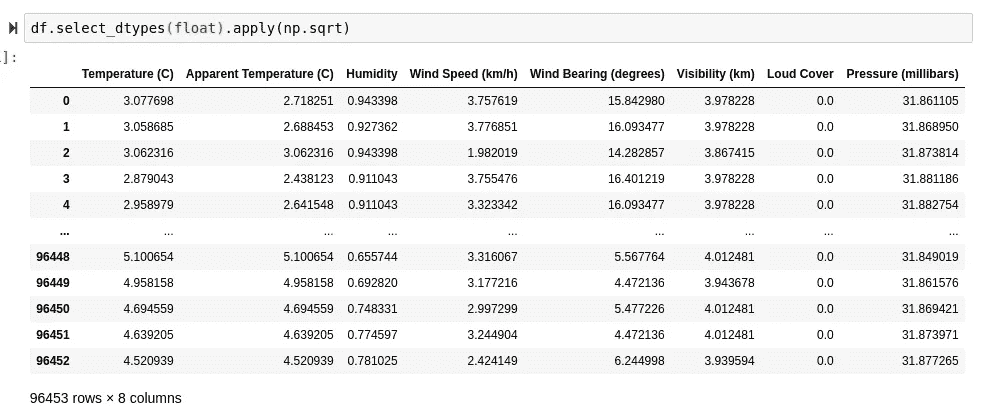 df.select_dtypes(float).apply(np.sqrt)
]:
Temperature (C) Apparent Temperature (C) Humidity Wind Speed (km/h) Wind Bearing (degrees) Visibility (km) Loud Cover Pressure (millibars)
0 3.077698 2.718251 0.943398 3.757619 15.842980 3.978228 0.0 31.861105
1 3.058685 2.688453 0.927362 3.776851 16.093477 3.978228 0.0 31.868950
2 3.062316 3.062316 0.943398 1.982019 14.282857 3.867415 0.0 31.873814
3 2.879043 2.438123 0.911043 3.755476 16.401219 3.978228 0.0 31.881186
4 2.958979 2.641548 0.911043 3.323342 16.093477 3.978228 0.0 31.882754
... ... ... ... ... ... ... ... ...
96448 5.100654 5.100654 0.655744 3.316067 5.567764 4.012481 0.0 31.849019
96449 4.958158 4.958158 0.692820 3.177216 4.472136 3.943678 0.0 31.861576
96450 4.694559 4.694559 0.748331 2.997299 5.477226 4.012481 0.0 31.869421
96451 4.639205 4.639205 0.774597 3.244904 4.472136 4.012481 0.0 31.873971
96452 4.520939 4.520939 0.781025 2.424149 6.244998 3.939594 0.0 31.877265
96453 rows × 8 columns